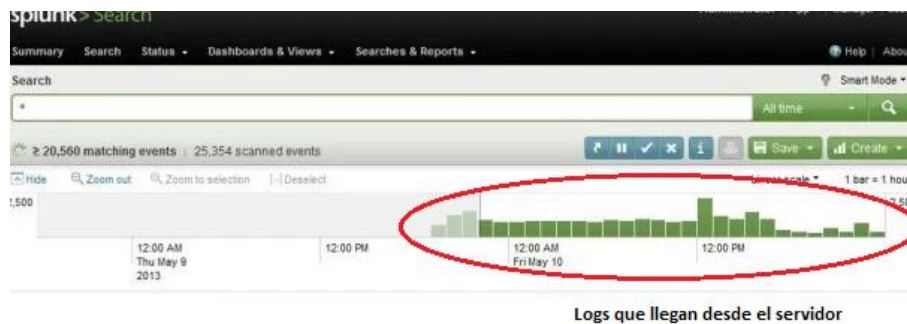 splunk> Search
Summary Search Status Dashboards & Views Searches & Reports Help | Abou
Search Smart Mode
* All time
≥ 20,560 matching events | 25,354 scanned events Save Create
Hide Zoom out Zoom to selection [-] Deselect scale 1 bar = 1 hou
,500
12:00 AM 12:00 PM 12:00 AM 12:00 PM
Thu May 9 Fri May 10
2013
Logs que llegan desde el servidor